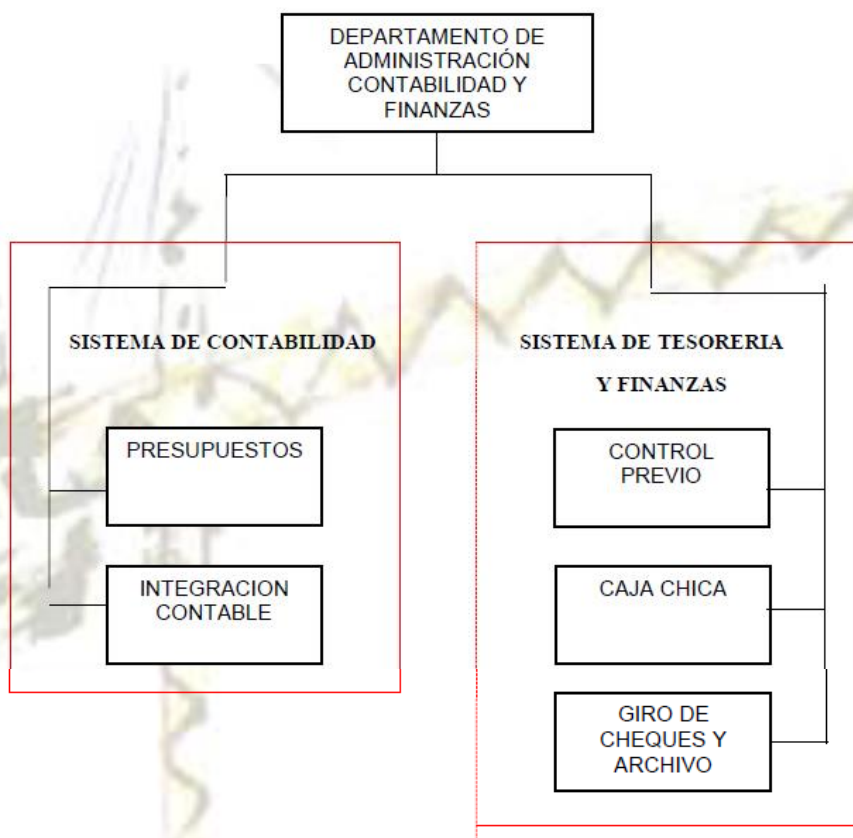 DEPARTAMENTO DE
ADMINISTRACIÓN
CONTABILIDAD Y
FINANZAS
SISTEMA DE CONTABILIDAD
PRESUPUESTOS
INTEGRACION
CONTABLE
SISTEMA DE TESORERIA
Y FINANZAS
CONTROL
PREVIO
CAJA CHICA
GIRO DE
CHEQUES Y
ARCHIVO